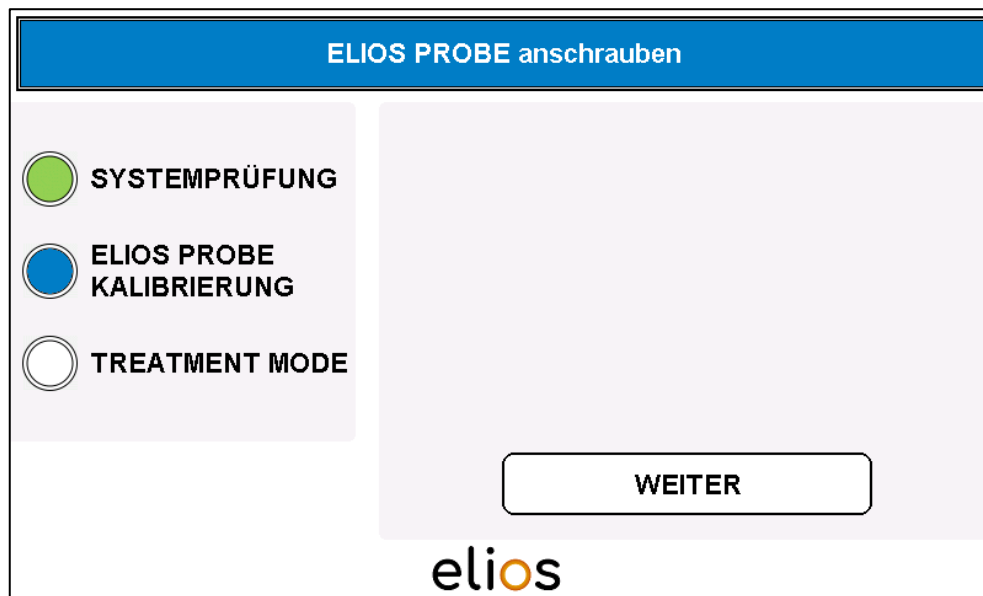 ELIOS PROBE anschrauben
SYSTEMPRÜFUNG
ELIOS PROBE
KALIBRIERUNG
TREATMENT MODE
WEITER
elios